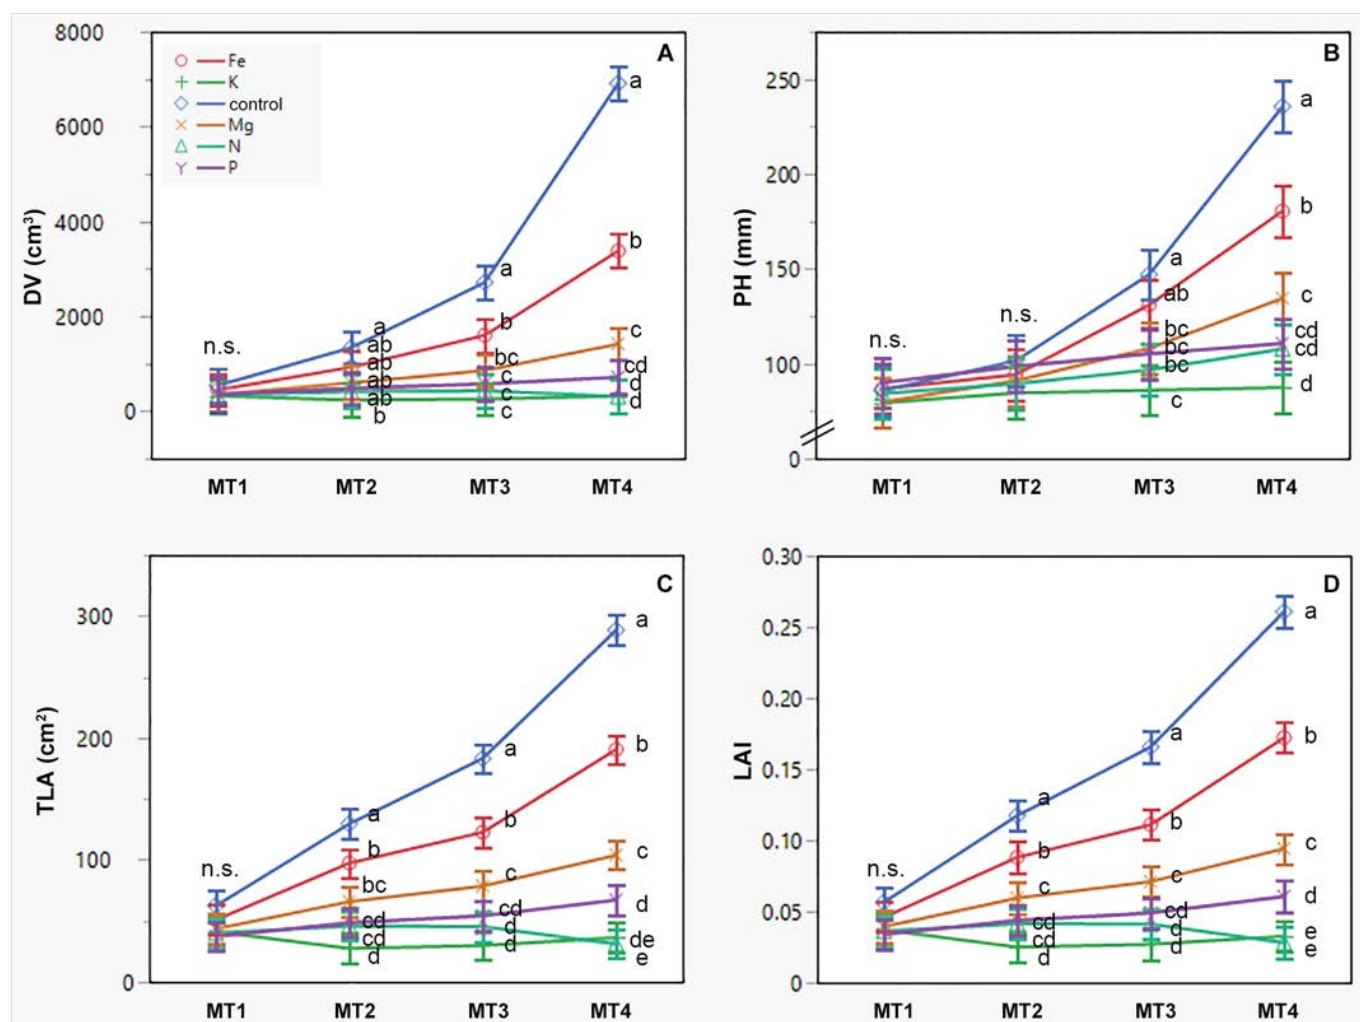 8000
6000
4000
2000
0
DV (cm³)
A
Fe
K
control
Mg
N
P
n.s.
a
ab
ab
ab
ab
b
a
b
bc
c
c
c
a
b
c
cd
d
d
MT1 MT2 MT3 MT4
250
200
150
100
0
PH (mm)
B
n.s.
n.s.
a
ab
bc
bc
bc
c
a
b
c
cd
cd
d
MT1 MT2 MT3 MT4
300
200
100
0
TLA (cm²)
C
n.s.
a
b
bc
cd
cd
d
a
b
c
cd
d
d
a
b
c
d
de
e
MT1 MT2 MT3 MT4
0.30
0.25
0.20
0.15
0.10
0.05
0
LAI
D
n.s.
a
b
c
cd
cd
d
a
b
c
cd
d
d
a
b
c
d
e
e
MT1 MT2 MT3 MT4